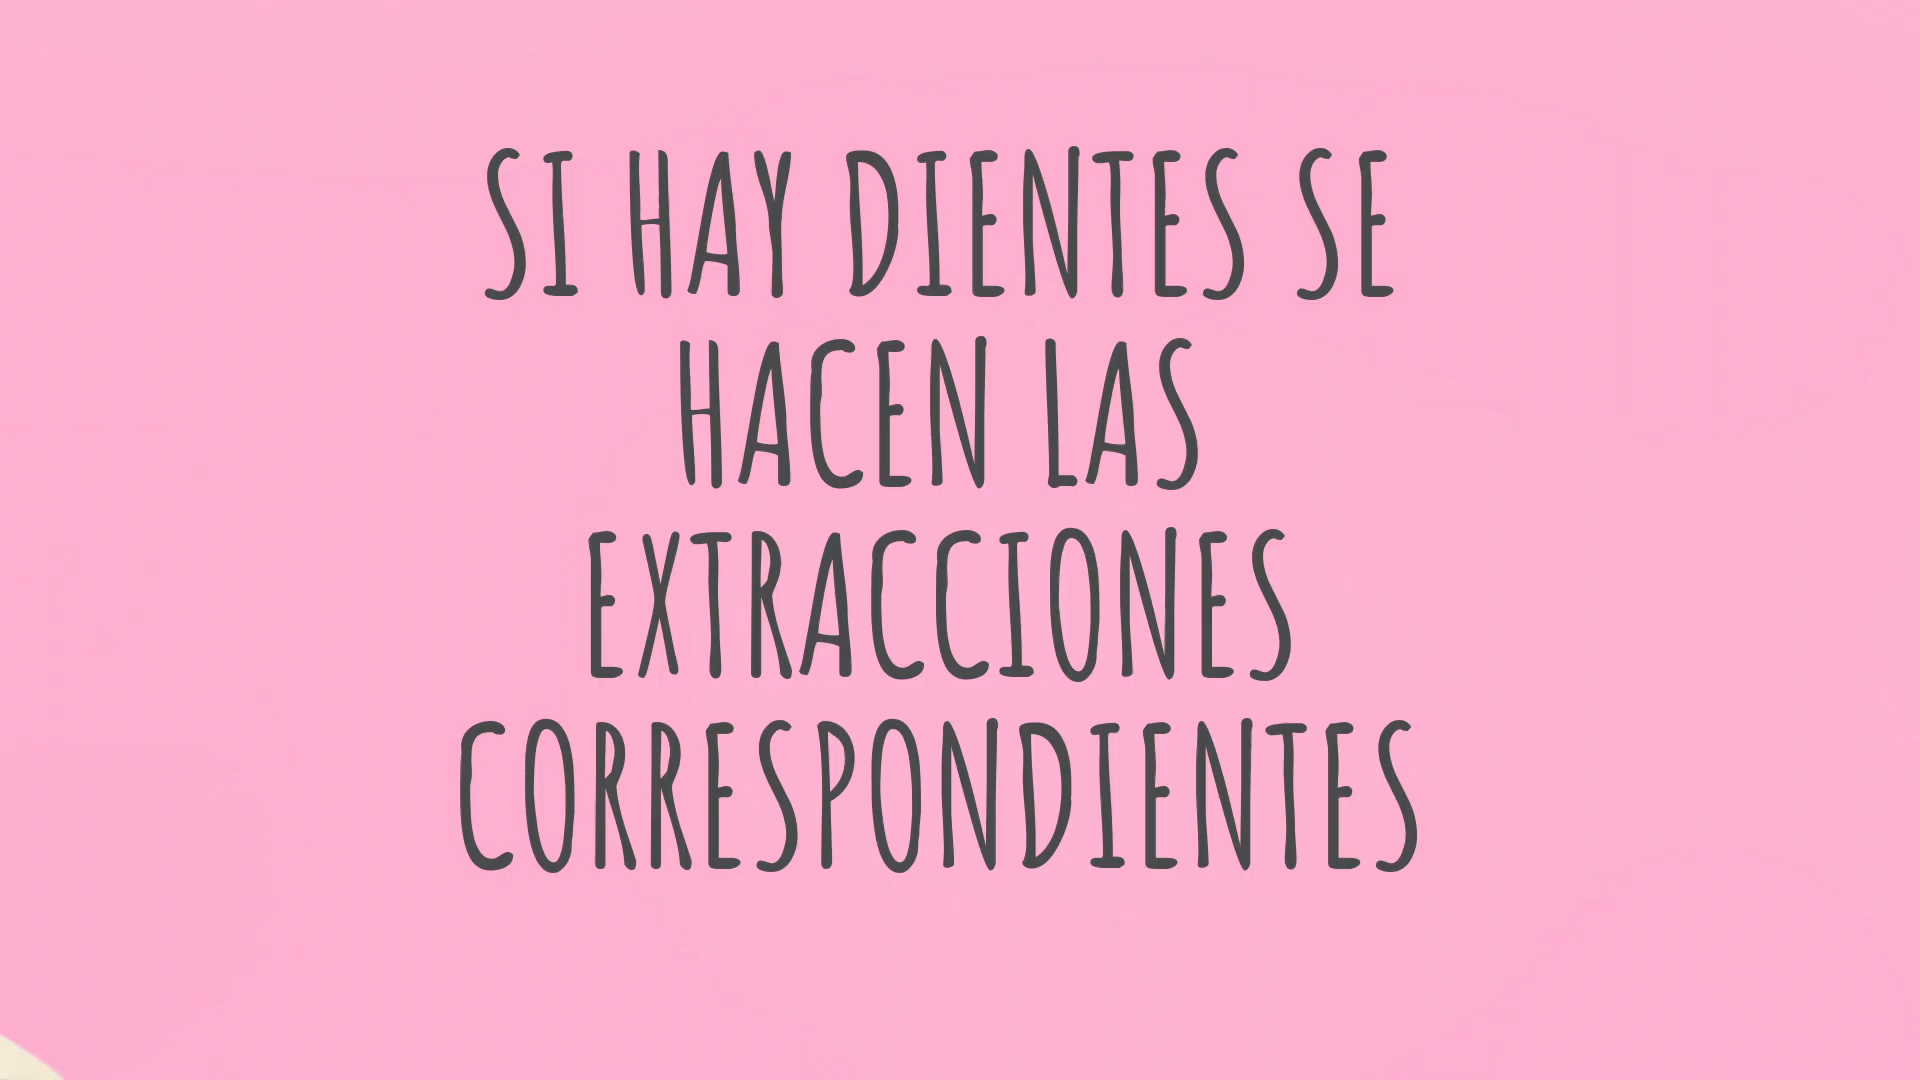 SI HAY DIENTES SE
HACEN LAS
EXTRACCIONES
CORRESPONDIENTES